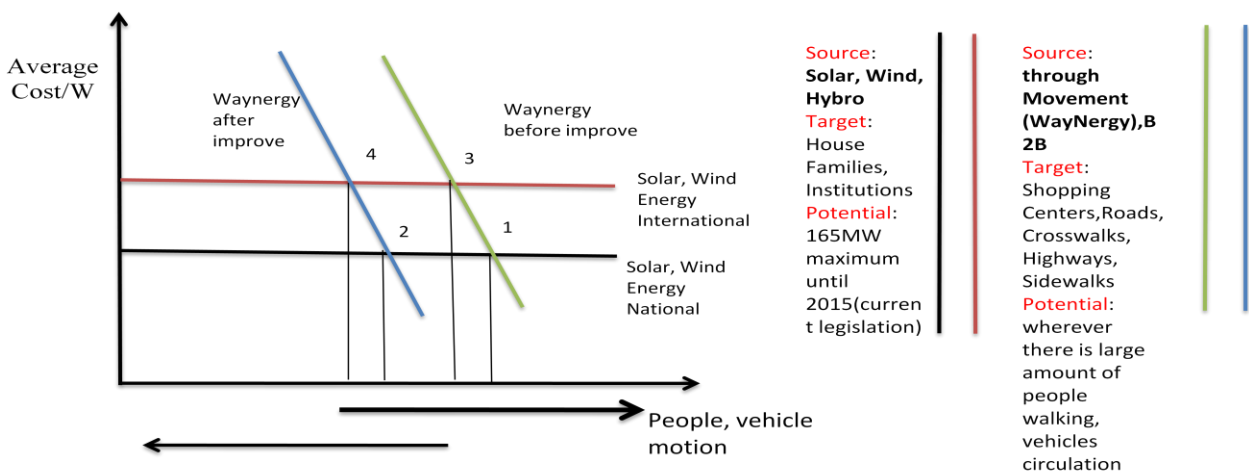 Average
Cost/W
Waynergy
after
improve
Waynergy
before improve
4
3
2
1
Solar, Wind
Energy
International
Solar, Wind
Energy
National
People, vehicle
motion
Source:
Solar, Wind,
Hybro
Target:
House
Families,
Institutions
Potential:
165MW
maximum
until
2015(curren
t legislation)
Source:
through
Movement
(WayNergy),B
2B
Target:
Shopping
Centers,Roads,
Crosswalks,
Highways,
Sidewalks
Potential:
wherever
there is large
amount of
people
walking,
vehicles
circulation